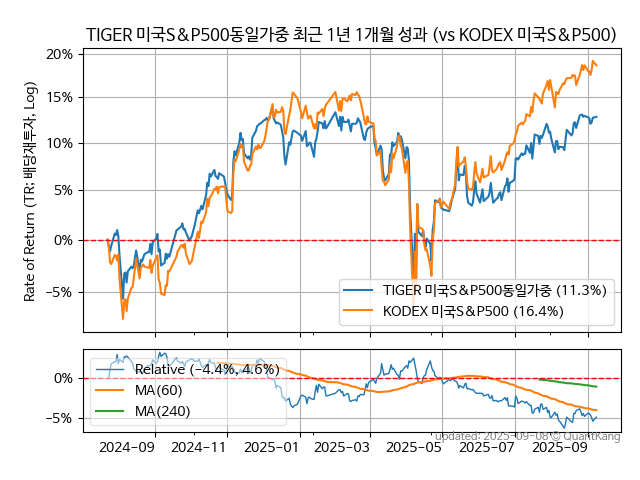 TIGER 미국S&P500동일가중 최근 1년 1개월 성과 (vs KODEX 미국S&P500)
Rate of Return (TR: 배당재투자, Log)
20%
15%
10%
5%
0%
−5%
TIGER 미국S&P500동일가중 (11.3%)
KODEX 미국S&P500 (16.4%)
0%
−5%
Relative (−4.4%, 4.6%)
MA(60)
MA(240)
updated: 2025-09-08 © QuantKang
2024−09
2024−11
2025−01
2025−03
2025−05
2025−07
2025−09